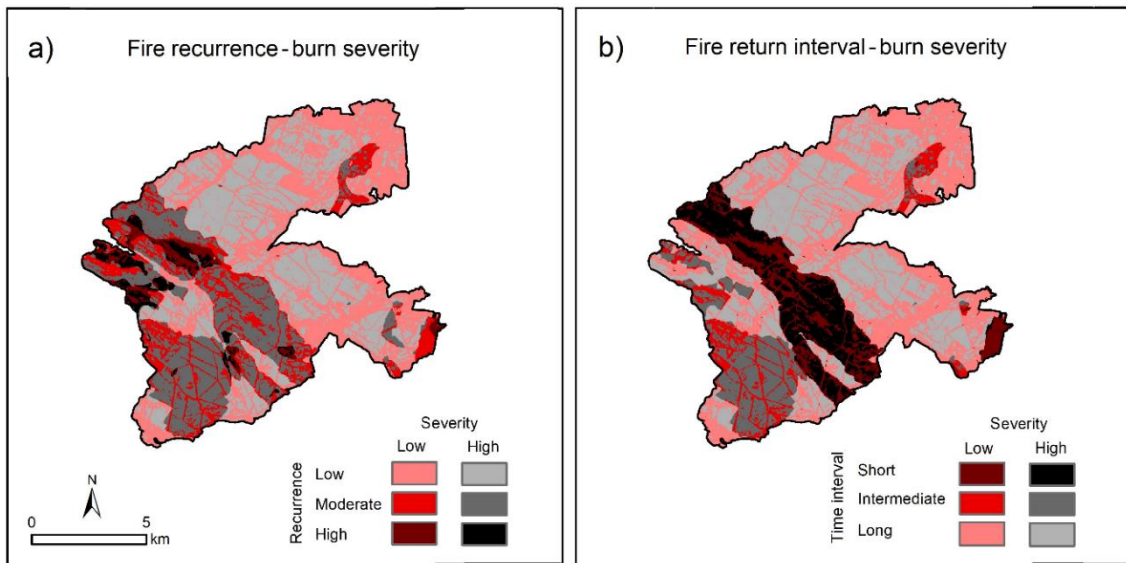 a) Fire recurrence - burn severity
Severity
Low High
Recurrence
Low
Moderate
High
N
0 5
km
b) Fire return interval - burn severity
Severity
Low High
Time interval
Short
Intermediate
Long